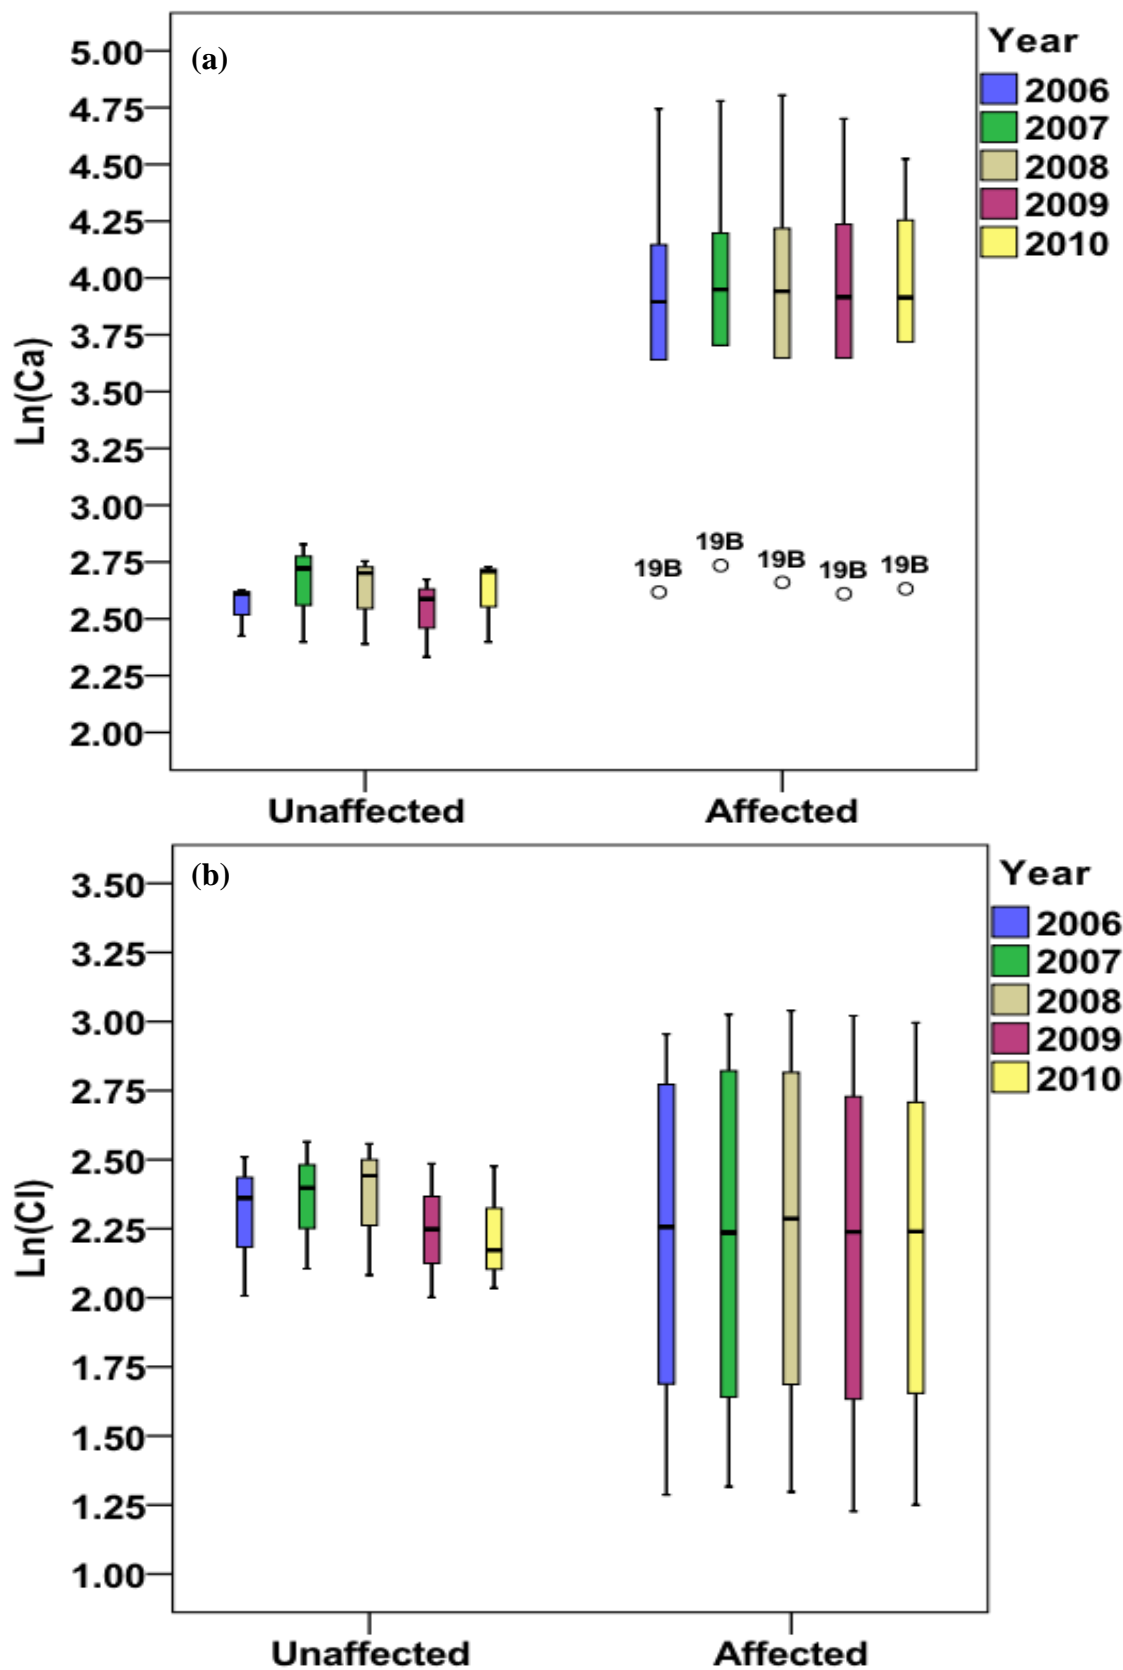 (a)
Year
2006
2007
2008
2009
2010
Ln(Ca)
5.00
4.75
4.50
4.25
4.00
3.75
3.50
3.25
3.00
2.75
2.50
2.25
2.00
19B
19B
19B
19B
19B
Unaffected
Affected
(b)
Year
2006
2007
2008
2009
2010
Ln(Cl)
3.50
3.25
3.00
2.75
2.50
2.25
2.00
1.75
1.50
1.25
1.00
Unaffected
Affected